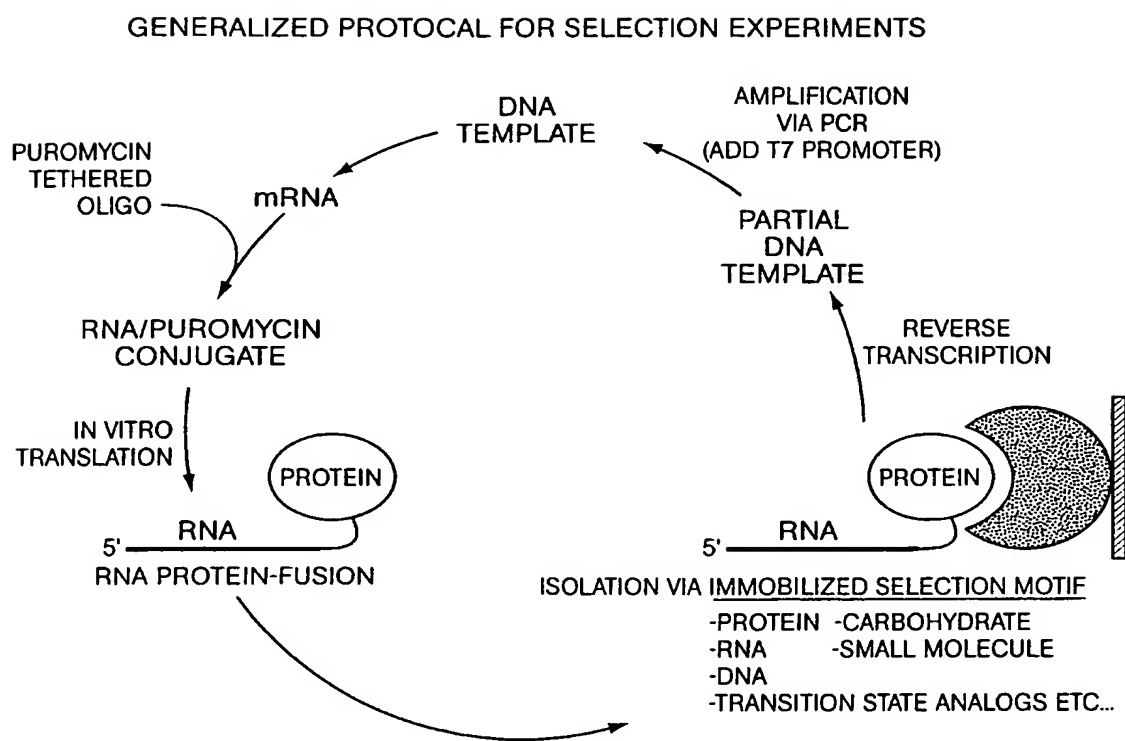 GENERALIZED PROTOCAL FOR SELECTION EXPERIMENTS
DNA
TEMPLATE
AMPLIFICATION
VIA PCR
(ADD T7 PROMOTER)
PUROMYCIN
TETHERED
OLIGO
mRNA
PARTIAL
DNA
TEMPLATE
RNA/PUROMYCIN
CONJUGATE
REVERSE
TRANSCRIPTION
IN VITRO
TRANSLATION
PROTEIN
RNA
5'
RNA PROTEIN-FUSION
PROTEIN
RNA
5'
ISOLATION VIA IMMOBILIZED SELECTION MOTIF
-PROTEIN -CARBOHYDRATE
-RNA -SMALL MOLECULE
-DNA
-TRANSITION STATE ANALOGS ETC...